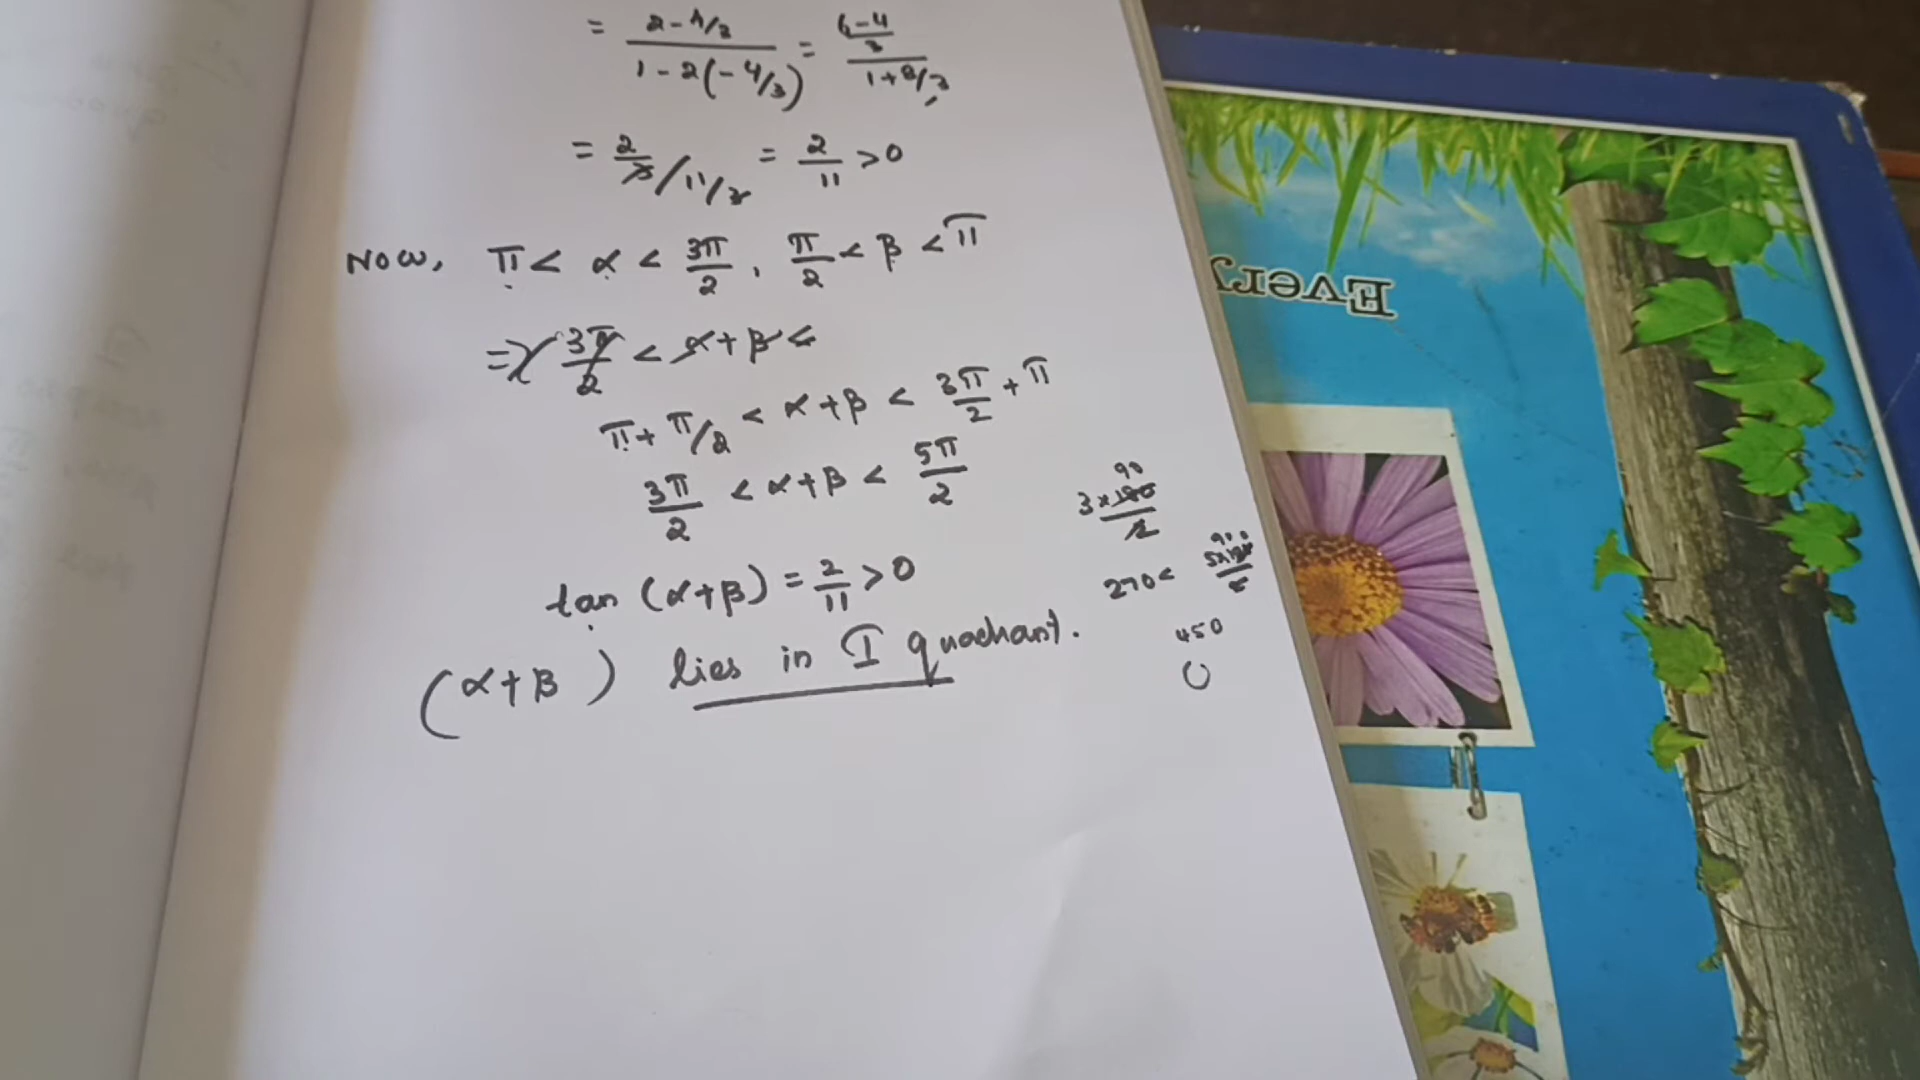 = 2-4/3 / 1-2(-4/3) = 6-4/3 / 1+8/3
= 2/3 / 11/3 = 2/11 >0
Now, π < α < 3π/2, π/2 < β < π
=> 3π/2 < α+β <
π+π/2 < α+β < 3π/2 + π
3π/2 < α+β < 5π/2
tan (α+β) = 2/11 >0
(α+β) lies in I quadrant.
90
3×180/2
270 <
450
Every